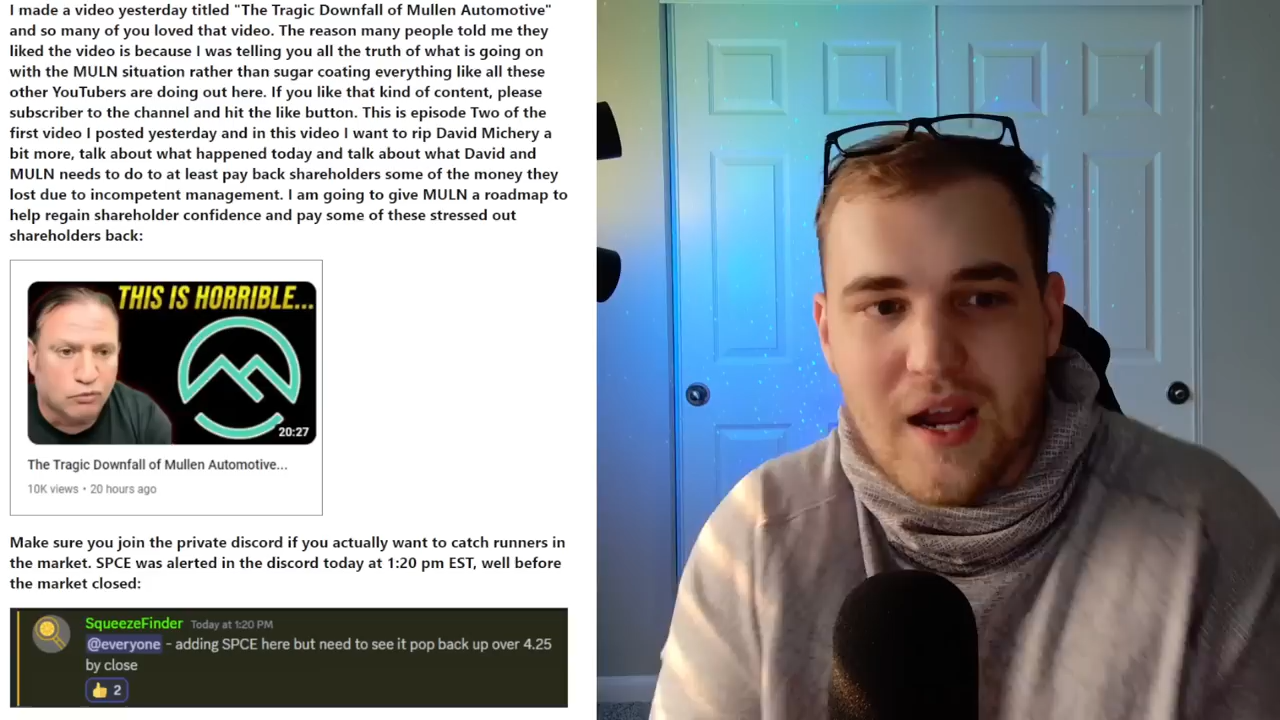 I made a video yesterday titled "The Tragic Downfall of Mullen Automotive"
and so many of you loved that video. The reason many people told me they
liked the video is because I was telling you all the truth of what is going on
with the MULN situation rather than sugar coating everything like all these
other YouTubers are doing out here. If you like that kind of content, please
subscriber to the channel and hit the like button. This is episode Two of the
first video I posted yesterday and in this video I want to rip David Michery a
bit more, talk about what happened today and talk about what David and
MULN needs to do to at least pay back shareholders some of the money they
lost due to incompetent management. I am going to give MULN a roadmap to
help regain shareholder confidence and pay some of these stressed out
shareholders back:
THIS IS HORRIBLE...
20:27
The Tragic Downfall of Mullen Automotive...
10K views • 20 hours ago
Make sure you join the private discord if you actually want to catch runners in
the market. SPCE was alerted in the discord today at 1:20 pm EST, well before
the market closed:
SqueezeFinder Today at 1:20 PM
@everyone - adding SPCE here but need to see it pop back up over 4.25
by close
👍 2